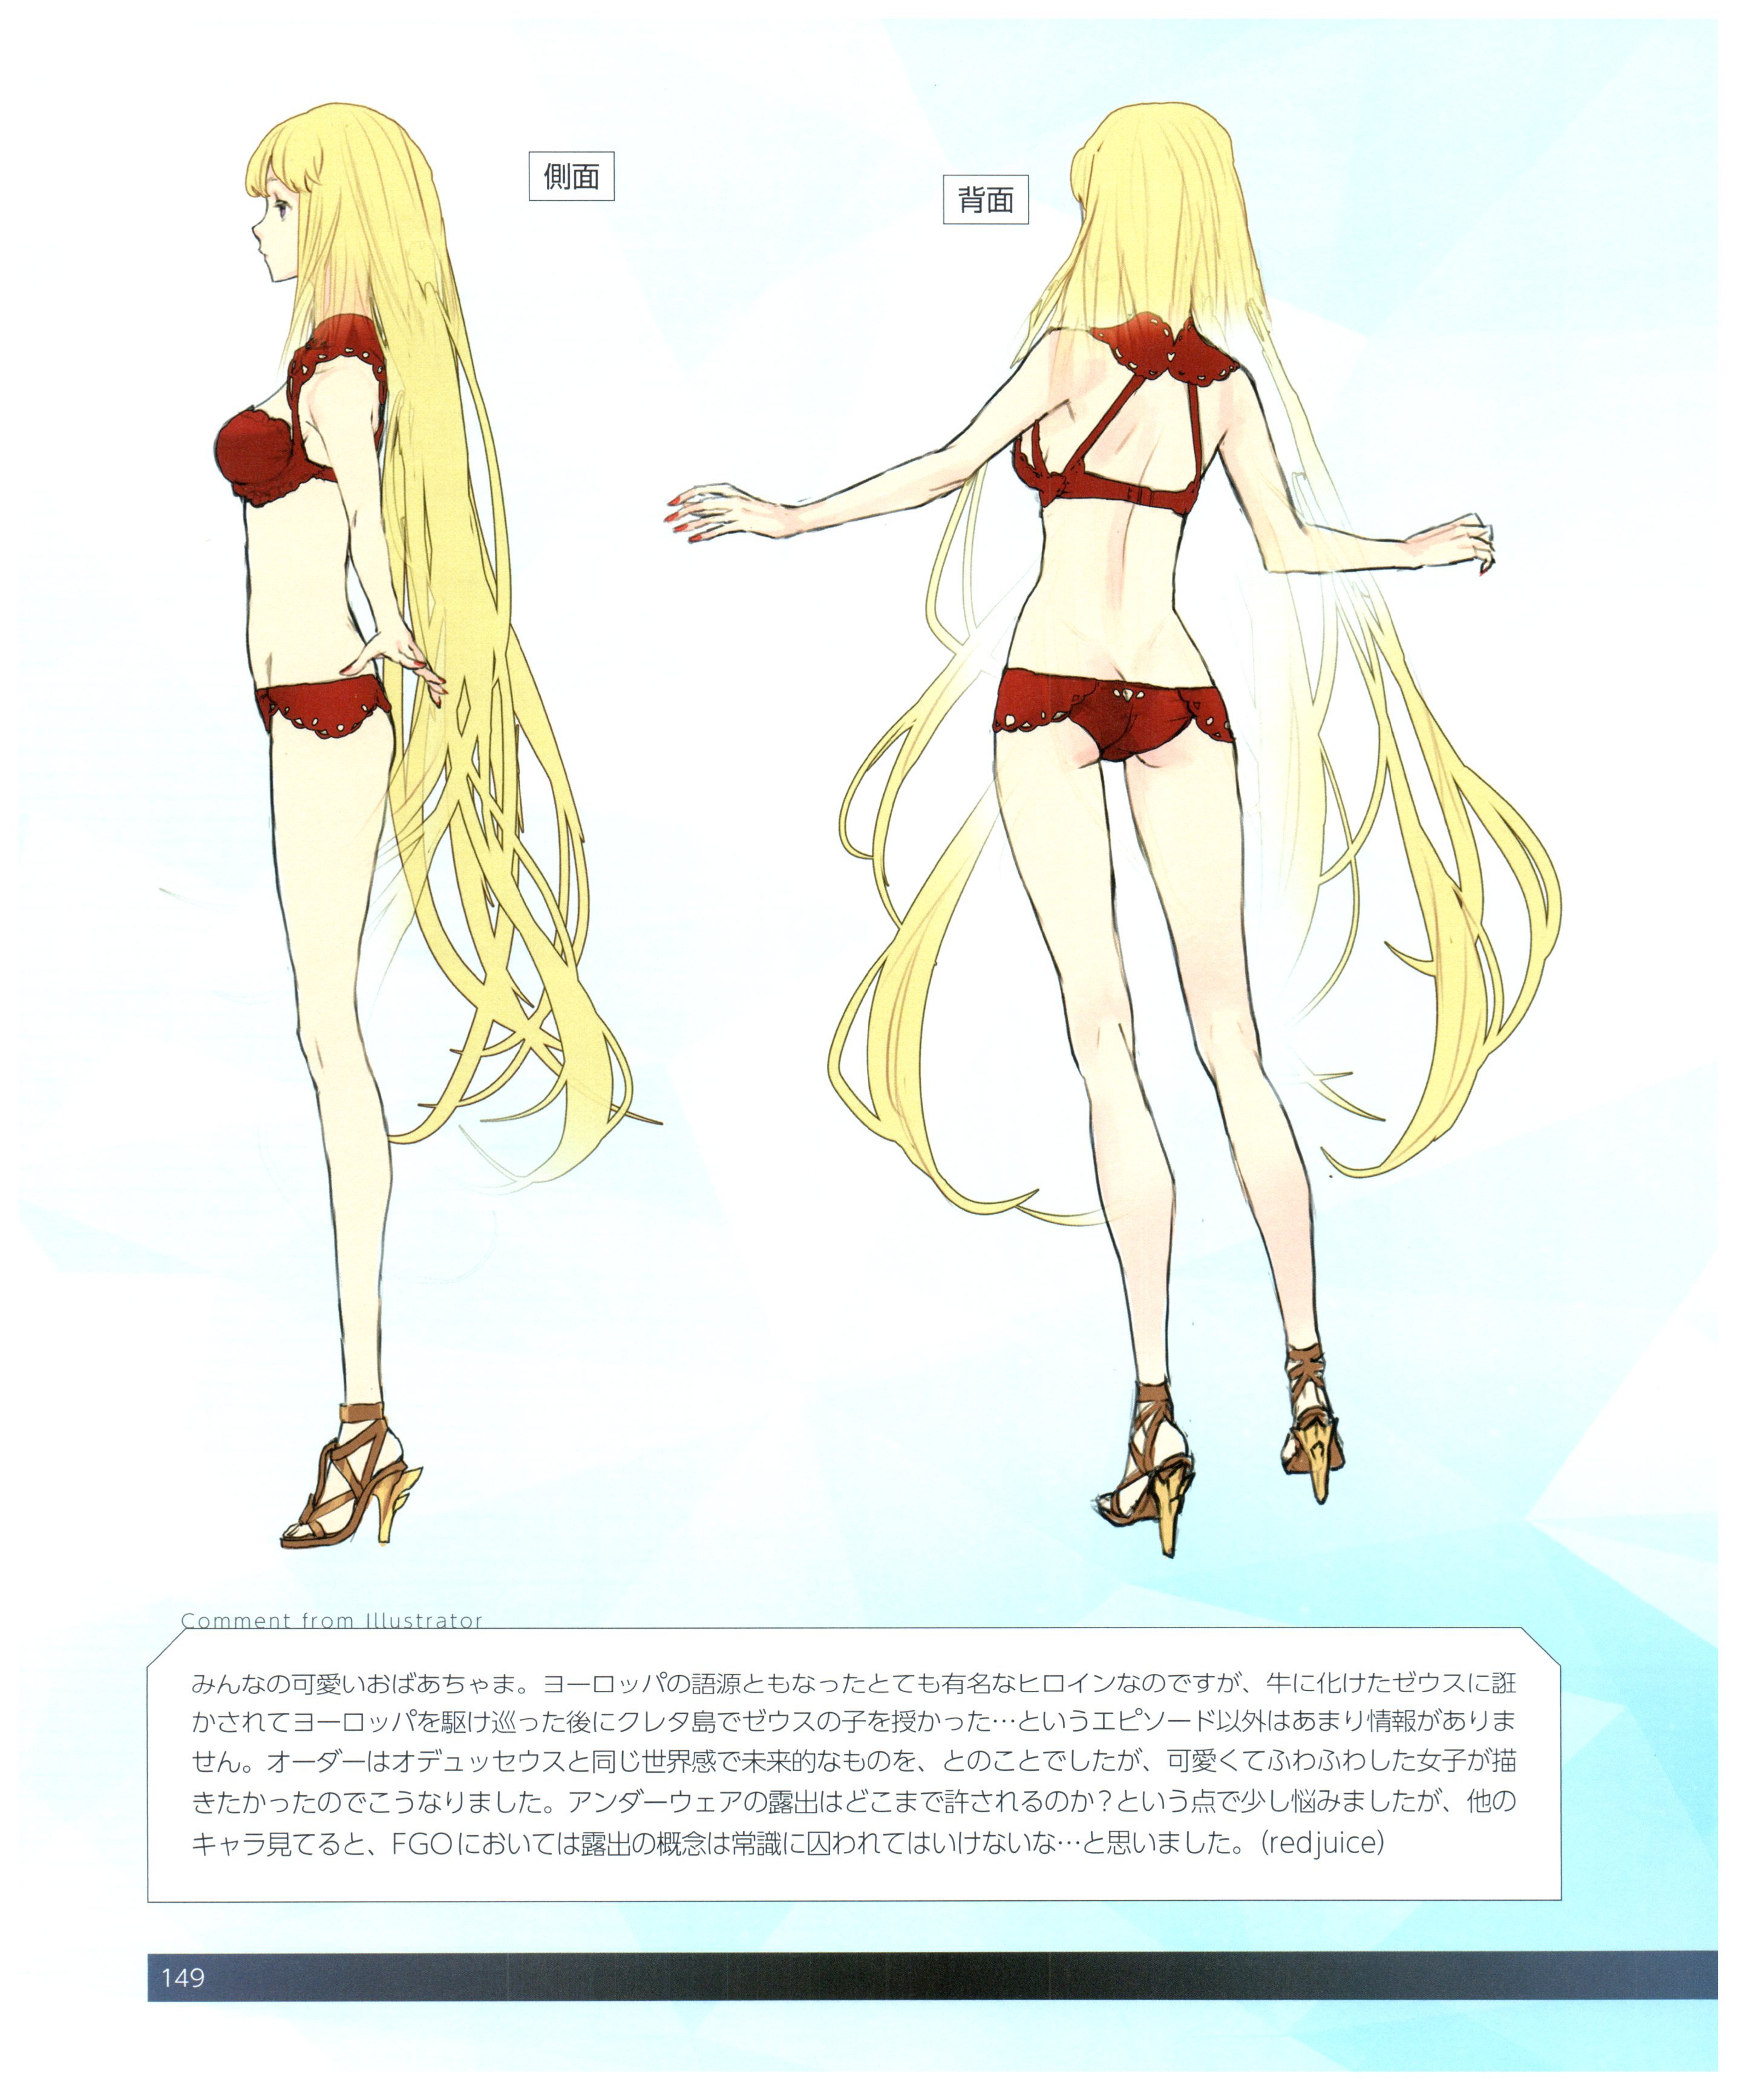 側面
背面
Comment from Illustrator
みんなの可愛いおばあちゃま。ヨーロッパの語源ともなったとても有名なヒロインなのですが、牛に化けたゼウスに誑
かされてヨーロッパを駆け巡った後にクレタ島でゼウスの子を授かった…というエピソード以外はあまり情報がありま
せん。オーダーはオデュッセウスと同じ世界感で未来的なものを、とのことでしたが、可愛くてふわふわした女子が描
きたかったのでこうなりました。アンダーウェアの露出はどこまで許されるのか？という点で少し悩みましたが、他の
キャラ見てると、FGOにおいては露出の概念は常識に囚われてはいけないな…と思いました。（redjuice）
149